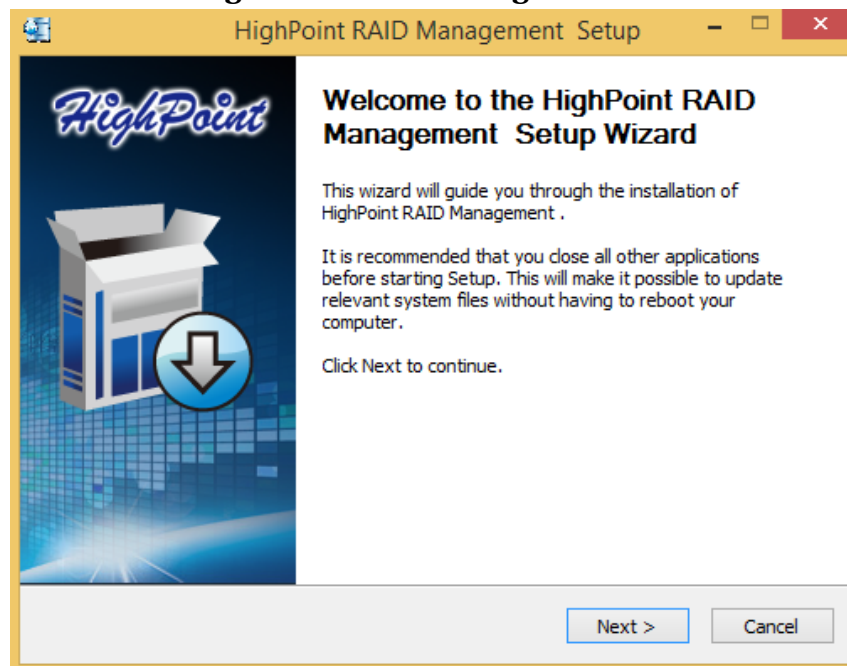 HighPoint RAID Management  Setup
HighPoint
Welcome to the HighPoint RAID
Management  Setup Wizard
This wizard will guide you through the installation of
HighPoint RAID Management .
It is recommended that you close all other applications
before starting Setup. This will make it possible to update
relevant system files without having to reboot your
computer.
Click Next to continue.
Next >
Cancel